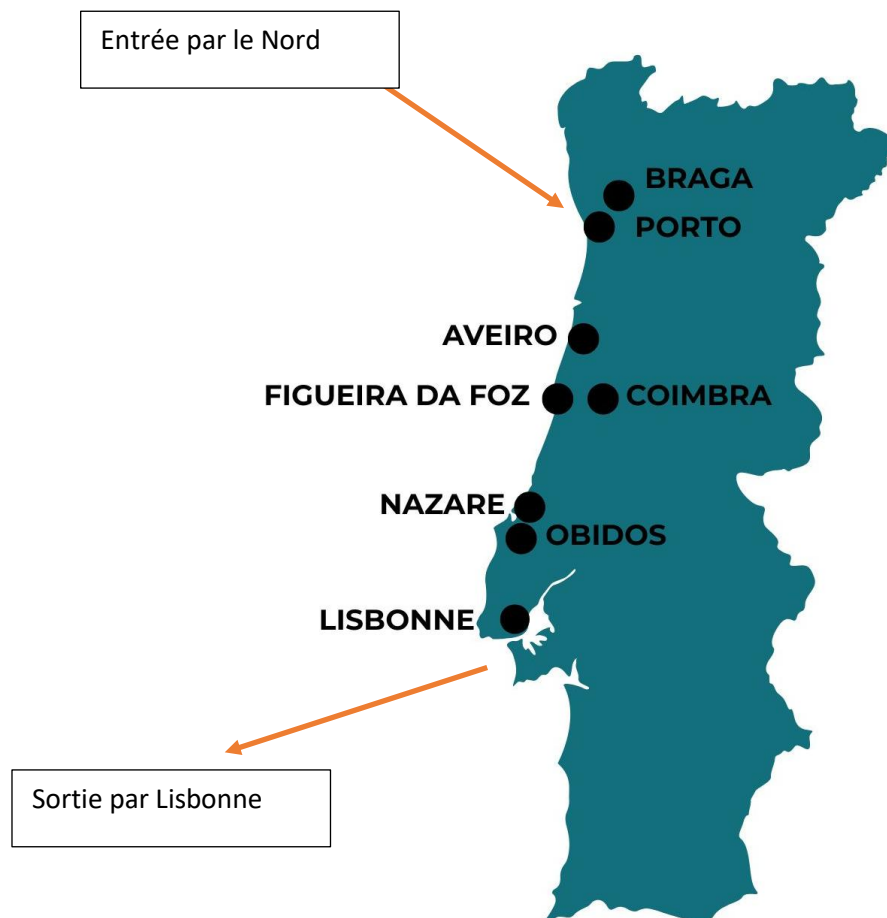 Entrée par le Nord
BRAGA
PORTO
AVEIRO
FIGUEIRA DA FOZ
COIMBRA
NAZARE
OBIDOS
LISBONNE
Sortie par Lisbonne